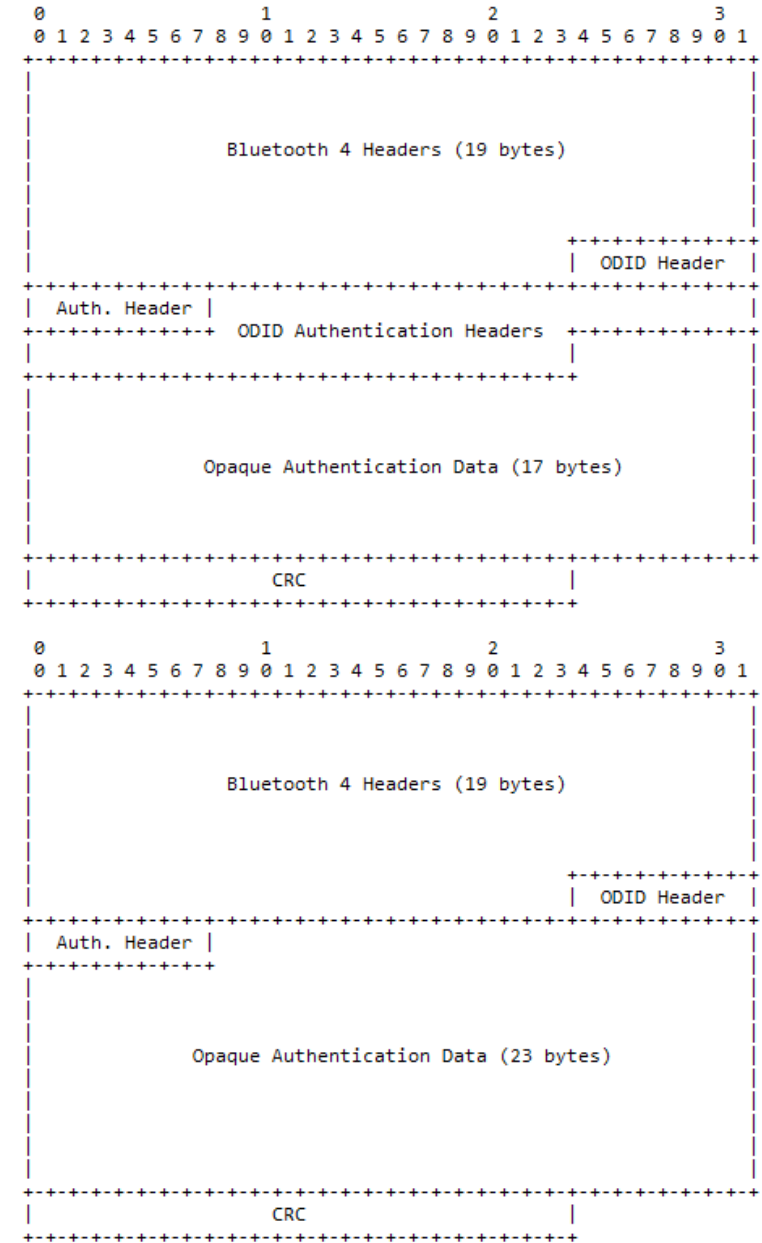 0                   1                   2                   3
0 1 2 3 4 5 6 7 8 9 0 1 2 3 4 5 6 7 8 9 0 1 2 3 4 5 6 7 8 9 0 1
Bluetooth 4 Headers (19 bytes)
ODID Header
Auth. Header
ODID Authentication Headers
Opaque Authentication Data (17 bytes)
CRC
0                   1                   2                   3
0 1 2 3 4 5 6 7 8 9 0 1 2 3 4 5 6 7 8 9 0 1 2 3 4 5 6 7 8 9 0 1
Bluetooth 4 Headers (19 bytes)
ODID Header
Auth. Header
Opaque Authentication Data (23 bytes)
CRC